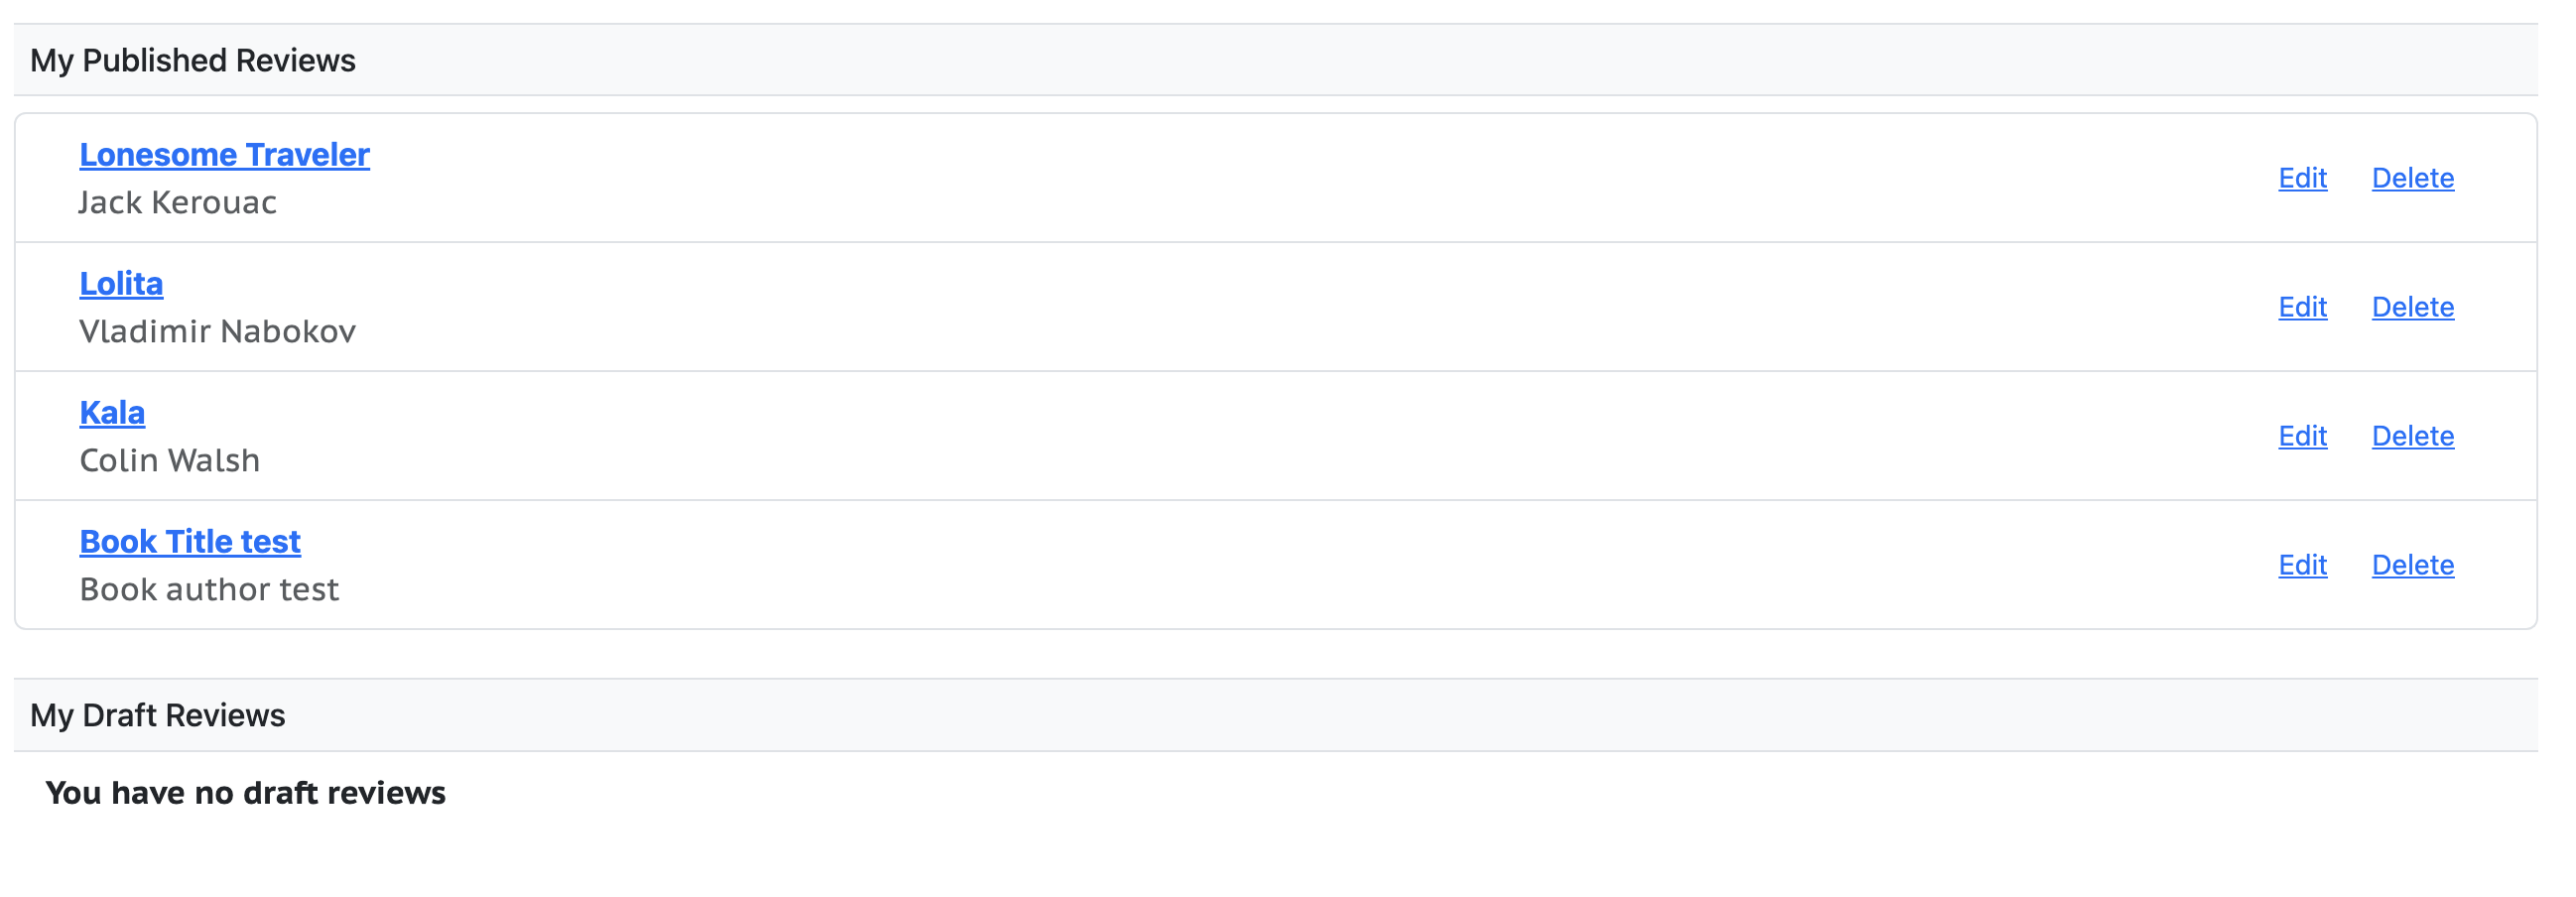 My Published Reviews
Lonesome Traveler
Jack Kerouac
Edit Delete
Lolita
Vladimir Nabokov
Edit Delete
Kala
Colin Walsh
Edit Delete
Book Title test
Book author test
Edit Delete
My Draft Reviews
You have no draft reviews